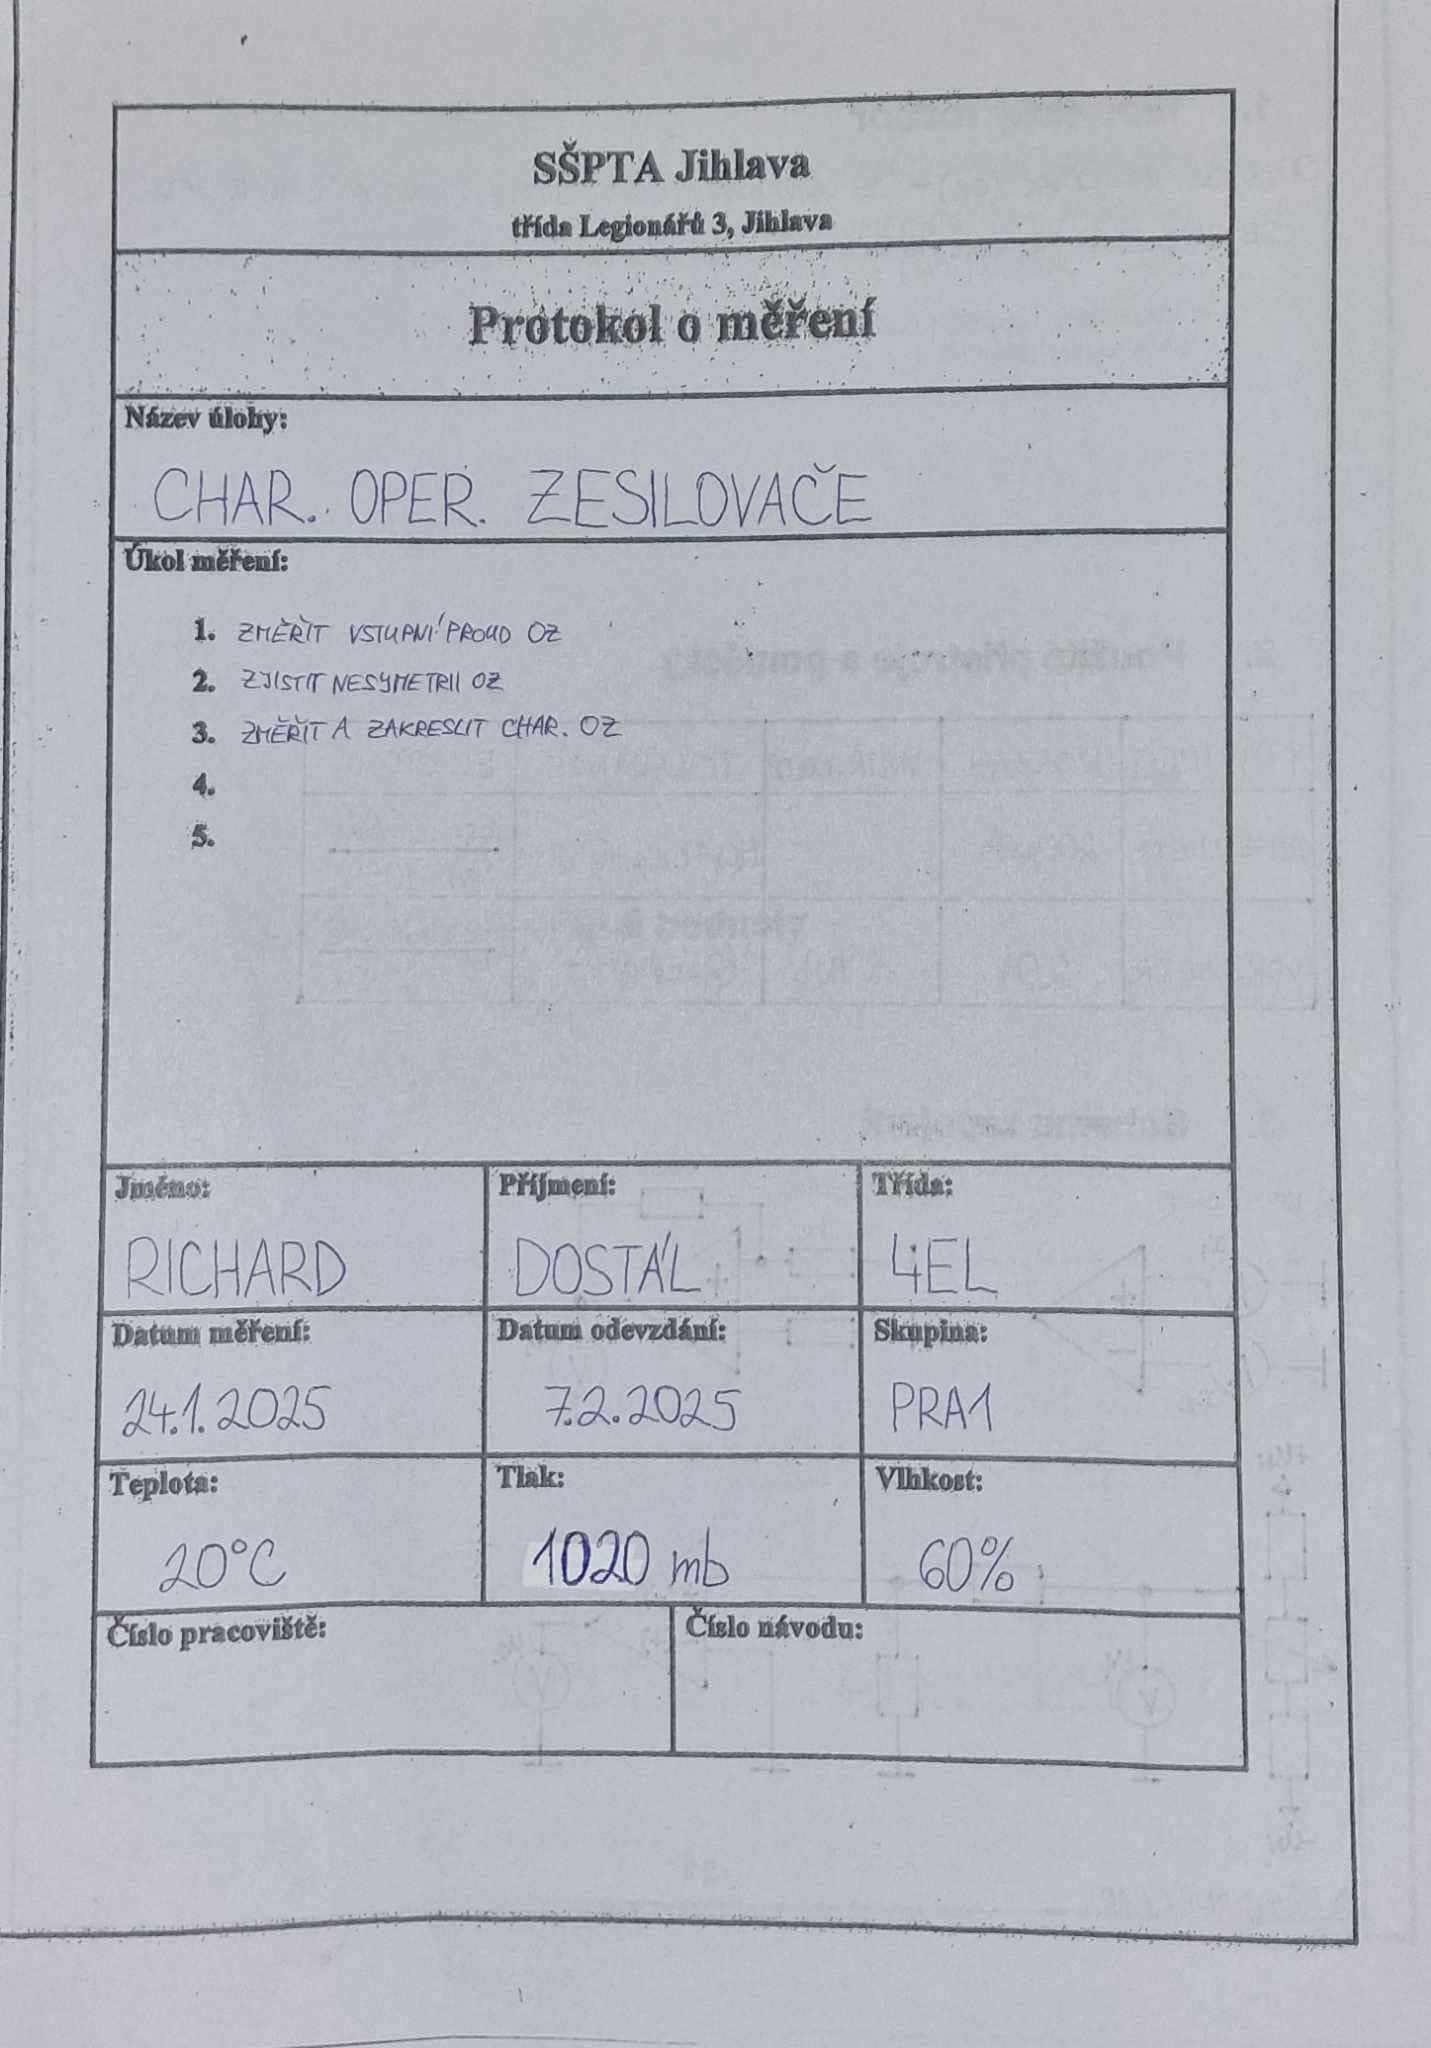 SŠPTA Jihlava
třída Legionářů 3, Jihlava
Protokol o měření
Název úlohy:
CHAR. OPER. ZESILOVAČE
Úkol měření:
1. ZMĚŘIT VSTUPNÍ PROUD OZ
2. ZJISTIT NESYMETRII OZ
3. ZMĚŘIT A ZAKRESLIT CHAR. OZ
4.
5.
Jméno: Příjmení: Třída:
RICHARD DOSTÁL 4EL
Datum měření: Datum odevzdání: Skupina:
24.1.2025 7.2.2025 PRA1
Teplota: Tlak: Vlhkost:
20°C 1020 mb 60%
Číslo pracoviště: Číslo návodu: